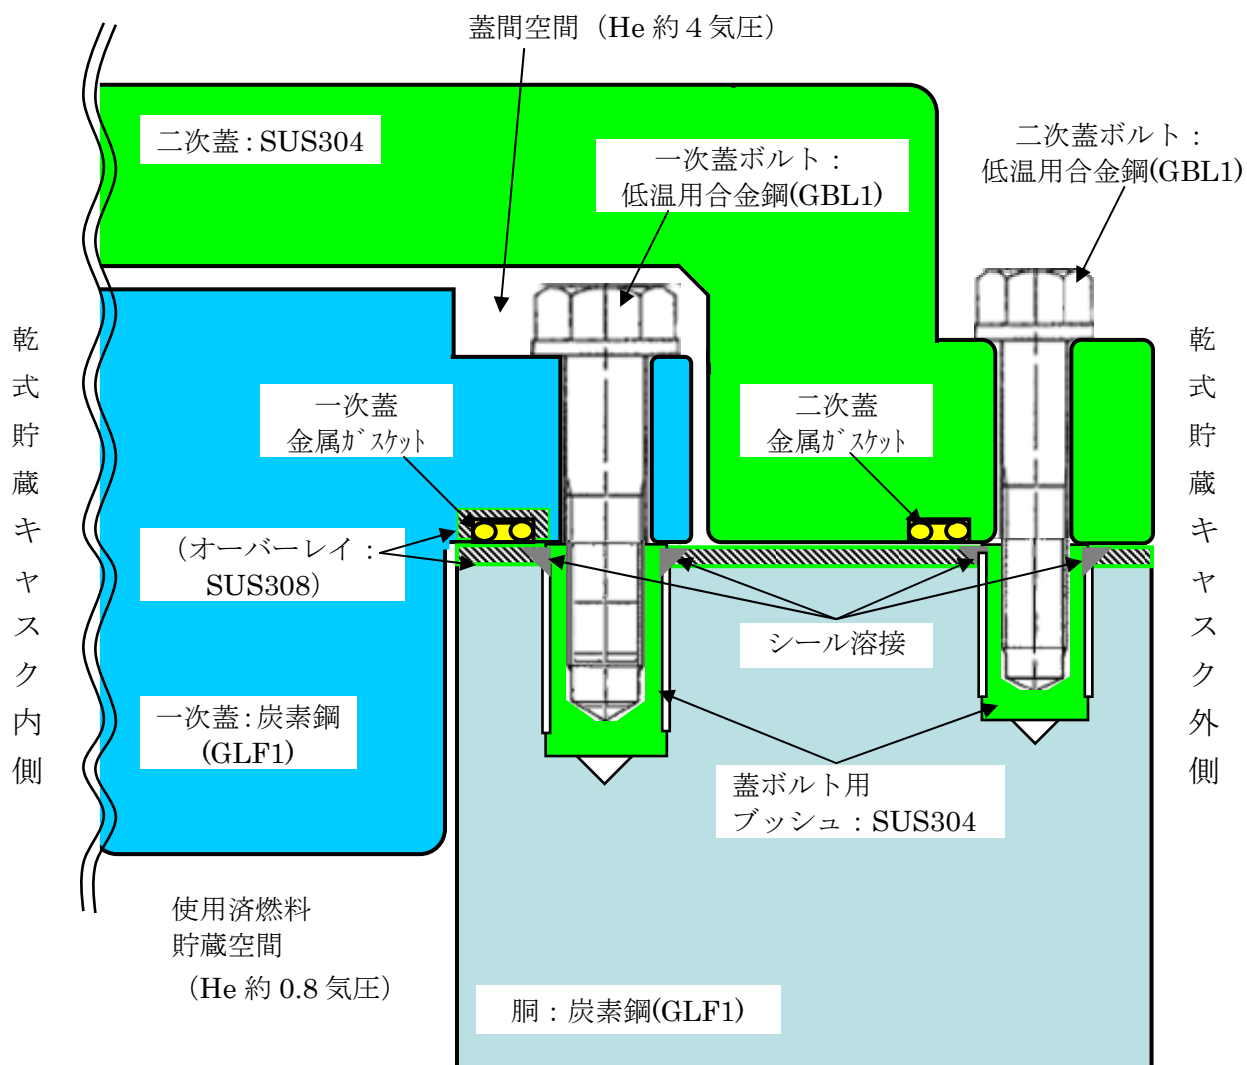 蓋間空間（He 約４気圧）
二次蓋：SUS304
一次蓋ボルト：
低温用合金鋼(GBL1)
二次蓋ボルト：
低温用合金鋼(GBL1)
乾式貯蔵キャスク内側
乾式貯蔵キャスク外側
一次蓋
金属ｶﾞｽｹｯﾄ
二次蓋
金属ｶﾞｽｹｯﾄ
（オーバーレイ：
SUS308）
シール溶接
一次蓋：炭素鋼
(GLF1)
蓋ボルト用
ブッシュ：SUS304
使用済燃料
貯蔵空間
（He 約 0.8 気圧）
胴：炭素鋼(GLF1)